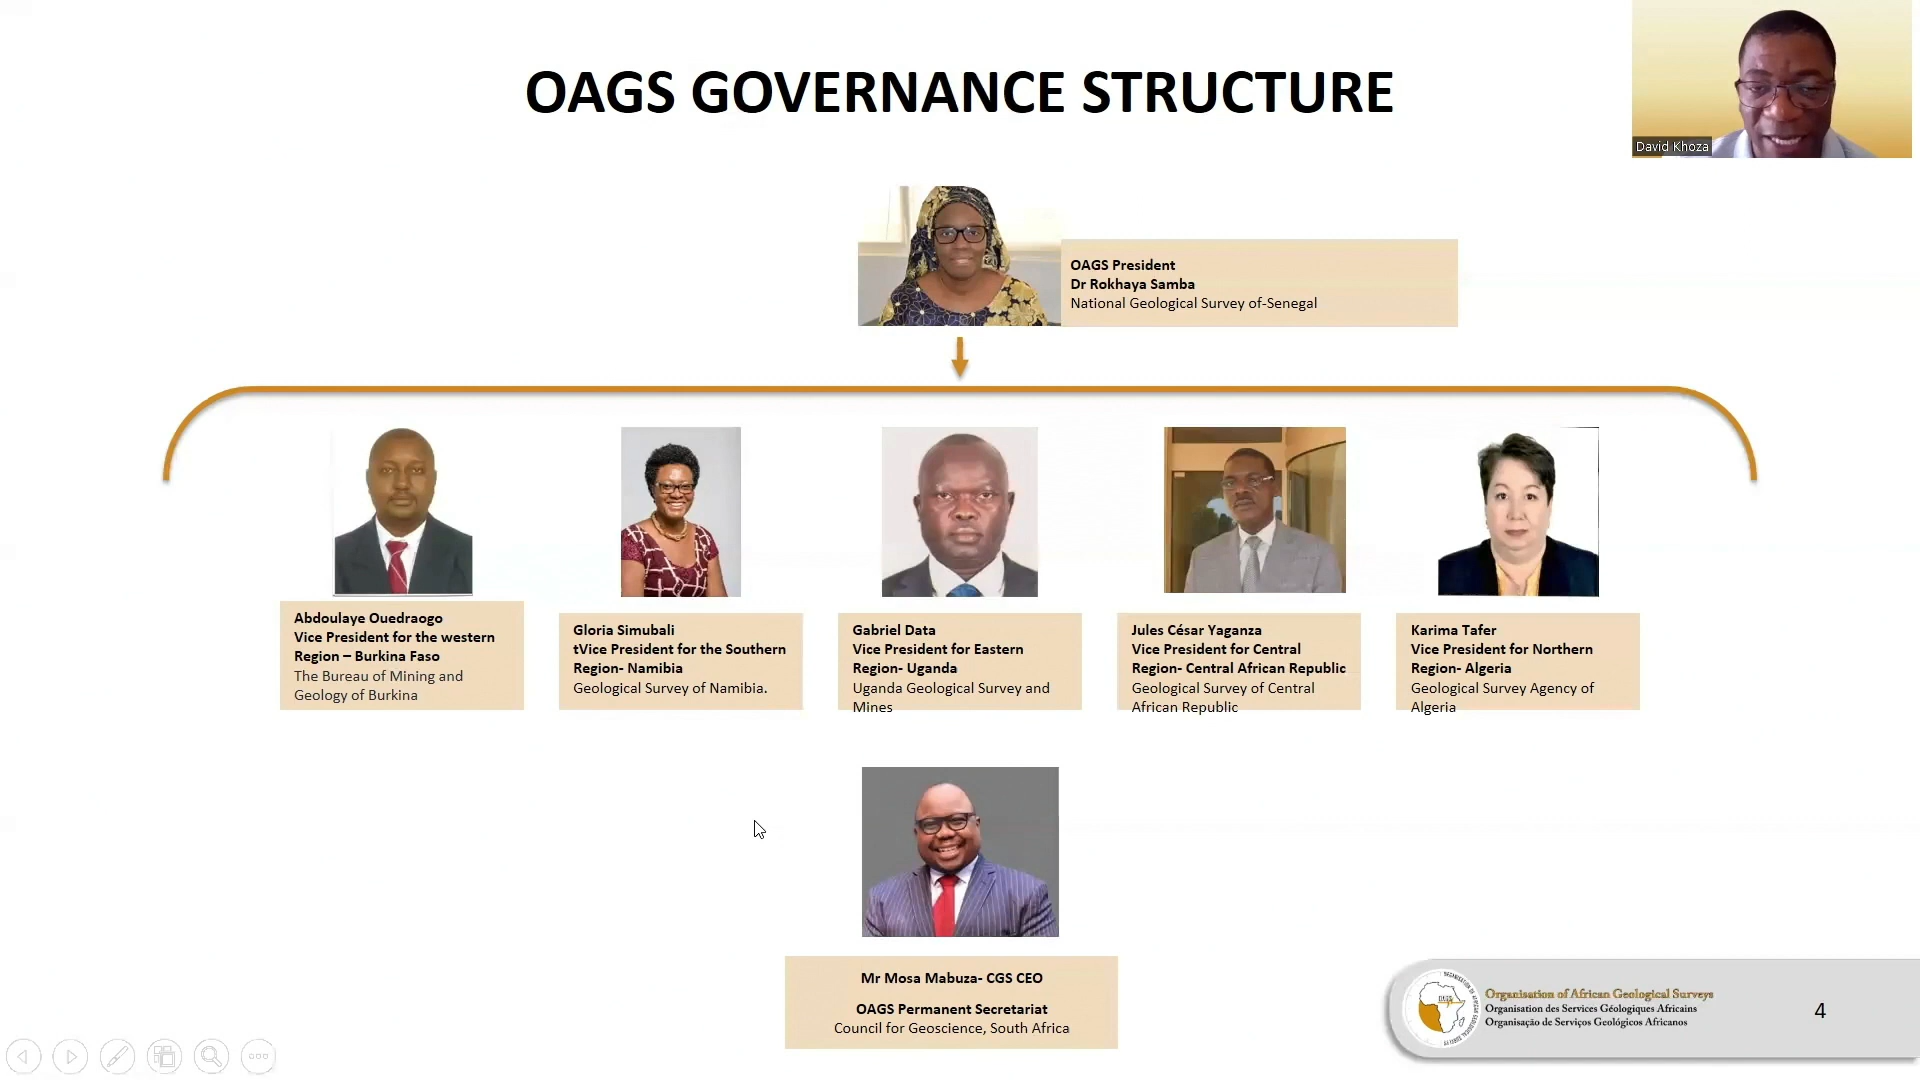 OAGS GOVERNANCE STRUCTURE
David Khoza
OAGS President
Dr Rokhaya Samba
National Geological Survey of-Senegal
Abdoulaye Ouedraogo
Vice President for the western
Region – Burkina Faso
The Bureau of Mining and
Geology of Burkina
Gloria Simubali
tVice President for the Southern
Region- Namibia
Geological Survey of Namibia.
Gabriel Data
Vice President for Eastern
Region- Uganda
Uganda Geological Survey and
Mines
Jules César Yaganza
Vice President for Central
Region- Central African Republic
Geological Survey of Central
African Republic
Karima Tafer
Vice President for Northern
Region- Algeria
Geological Survey Agency of
Algeria
Mr Mosa Mabuza- CGS CEO
OAGS Permanent Secretariat
Council for Geoscience, South Africa
OAGS
Organisation of African Geological Surveys
Organisation des Services Géologiques Africains
Organisação de Serviços Geológicos Africanos
4